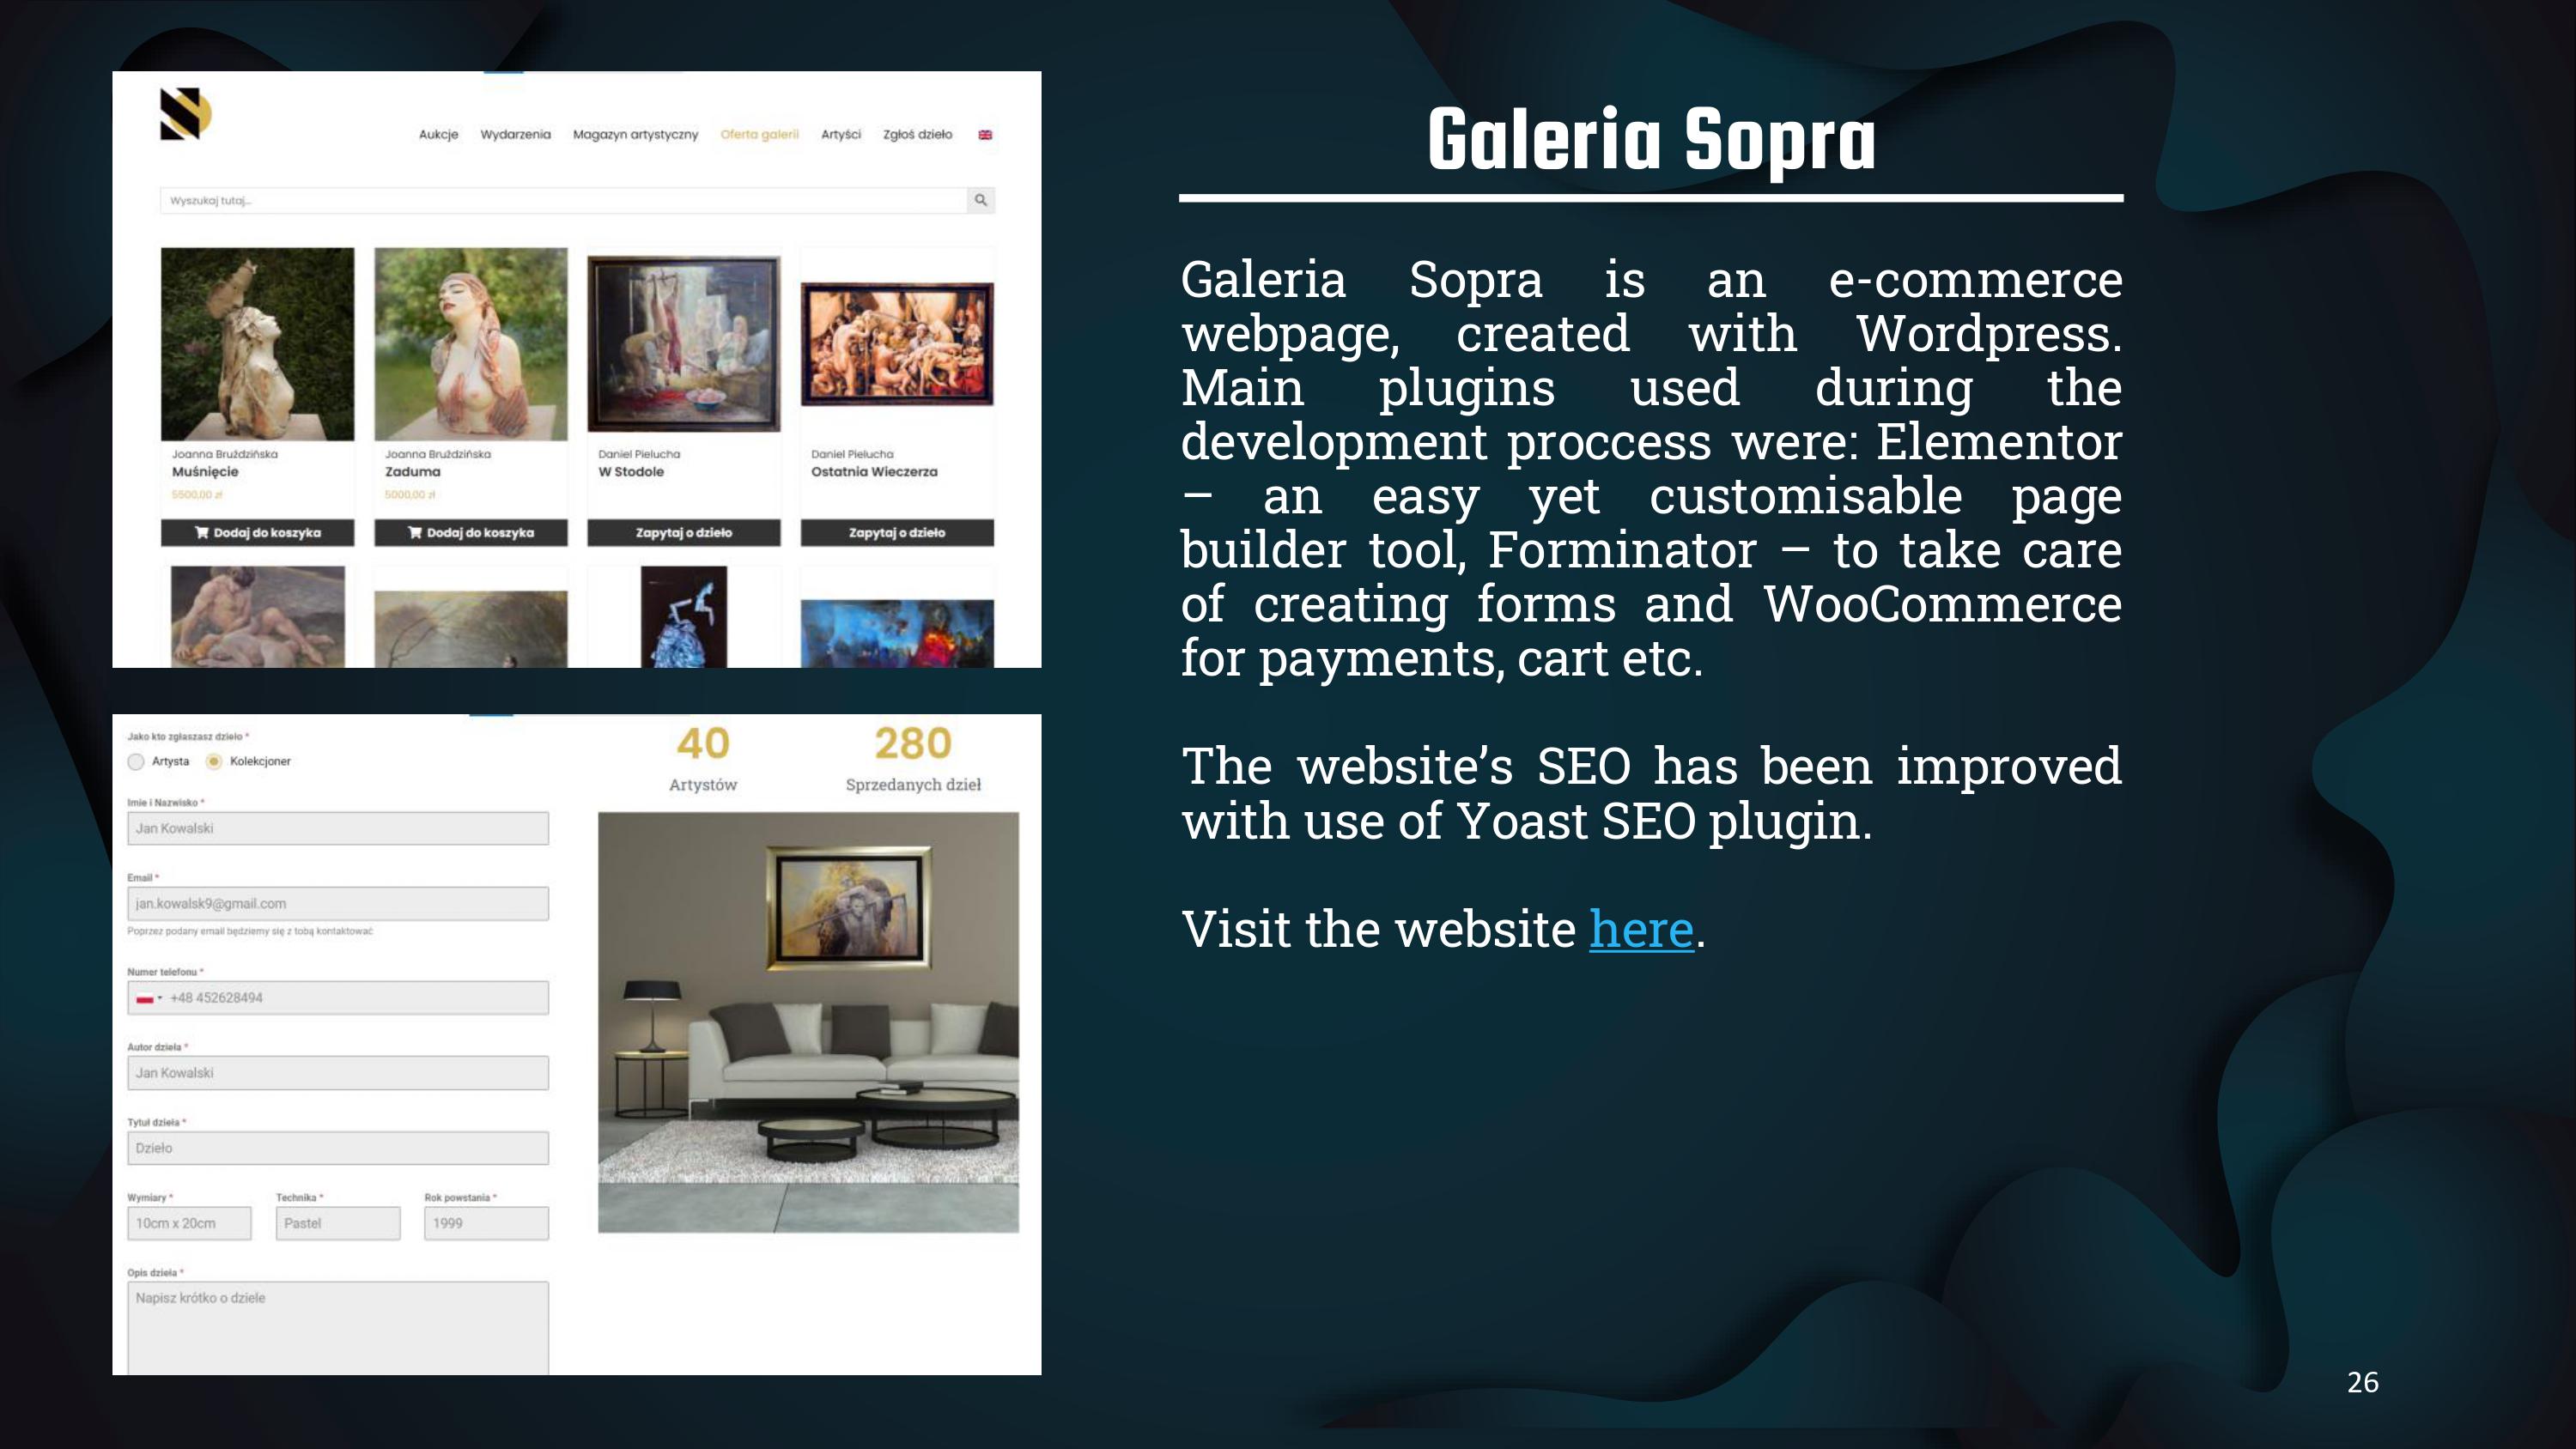 Aukcje Wydarzenia Magazyn artystyczny Oferta galerii Artyści Zgłoś dzieło
Wyszukaj tutaj...
Joanna Bruździńska
Muśnięcie
5500,00 zł
Dodaj do koszyka
Joanna Bruździńska
Zaduma
5000,00 zł
Dodaj do koszyka
Daniel Pielucha
W Stodole
Zapytaj o dzieło
Daniel Pielucha
Ostatnia Wieczerza
Zapytaj o dzieło
Jako kto zgłaszasz dzieło *
Artysta Kolekcjoner
Imie i Nazwisko *
Jan Kowalski
Email *
jan.kowalsk9@gmail.com
Poprzez podany email będziemy się z tobą kontaktować
Numer telefonu *
+48 452628494
Autor dzieła *
Jan Kowalski
Tytuł dzieła *
Dzieło
Wymiary * Technika * Rok powstania *
10cm x 20cm Pastel 1999
Opis dzieła *
Napisz krótko o dziele
40
Artystów
280
Sprzedanych dzieł
Galeria Sopra
Galeria Sopra is an e-commerce
webpage, created with Wordpress.
Main plugins used during the
development proccess were: Elementor
– an easy yet customisable page
builder tool, Forminator – to take care
of creating forms and WooCommerce
for payments, cart etc.
The website’s SEO has been improved
with use of Yoast SEO plugin.
Visit the website here.
26